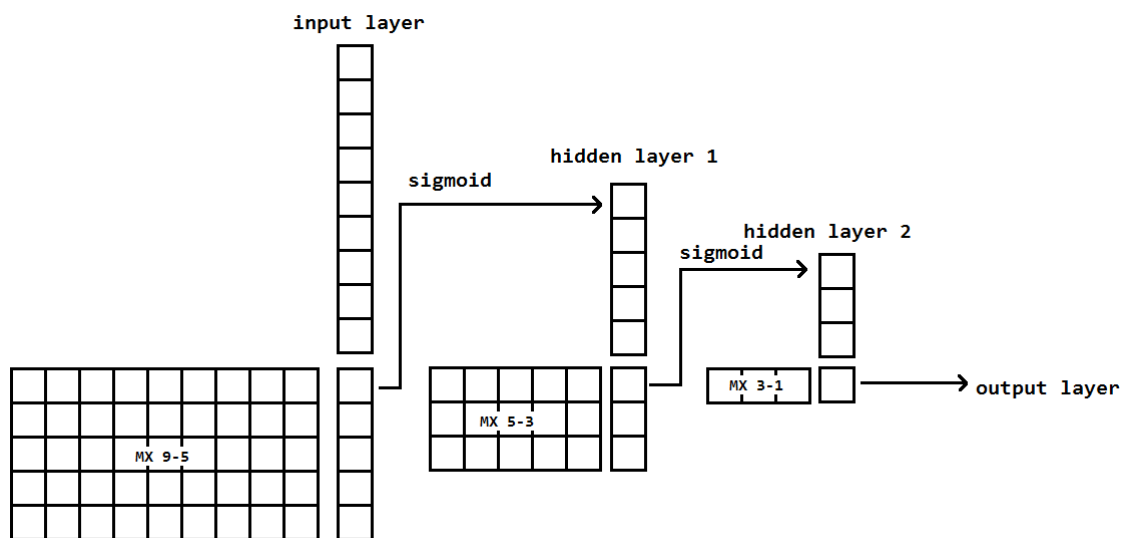 input layer
hidden layer 1
sigmoid
hidden layer 2
sigmoid
MX 3-1
output layer
MX 5-3
MX 9-5